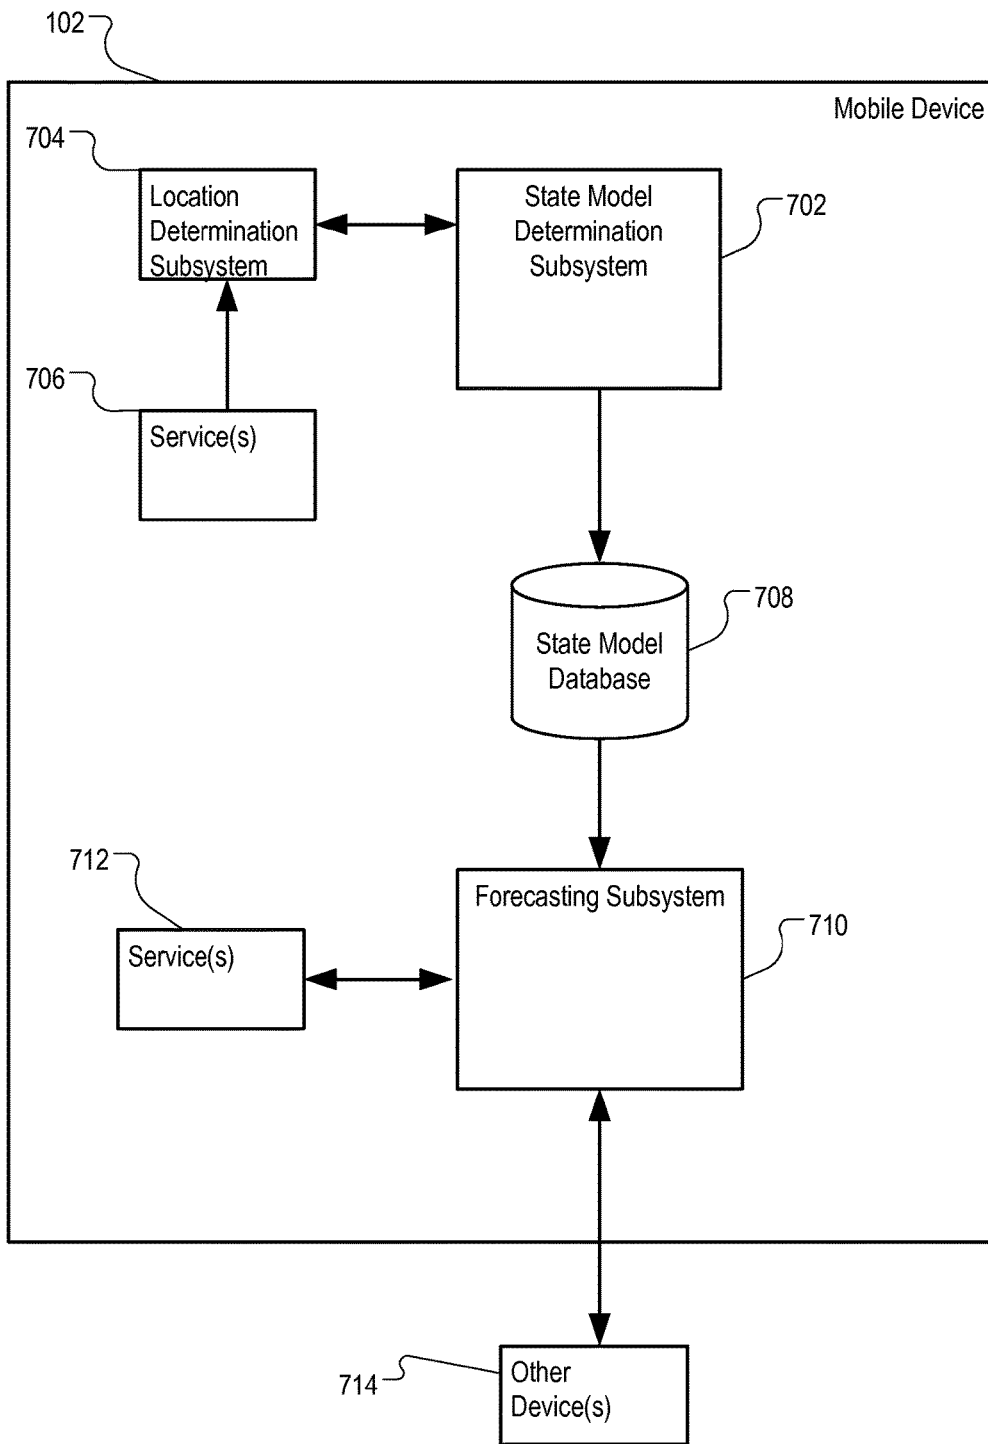 102
Mobile Device
704
Location
Determination
Subsystem
State Model
Determination
Subsystem
702
706
Service(s)
State Model
Database
708
712
Service(s)
Forecasting Subsystem
710
714
Other
Device(s)